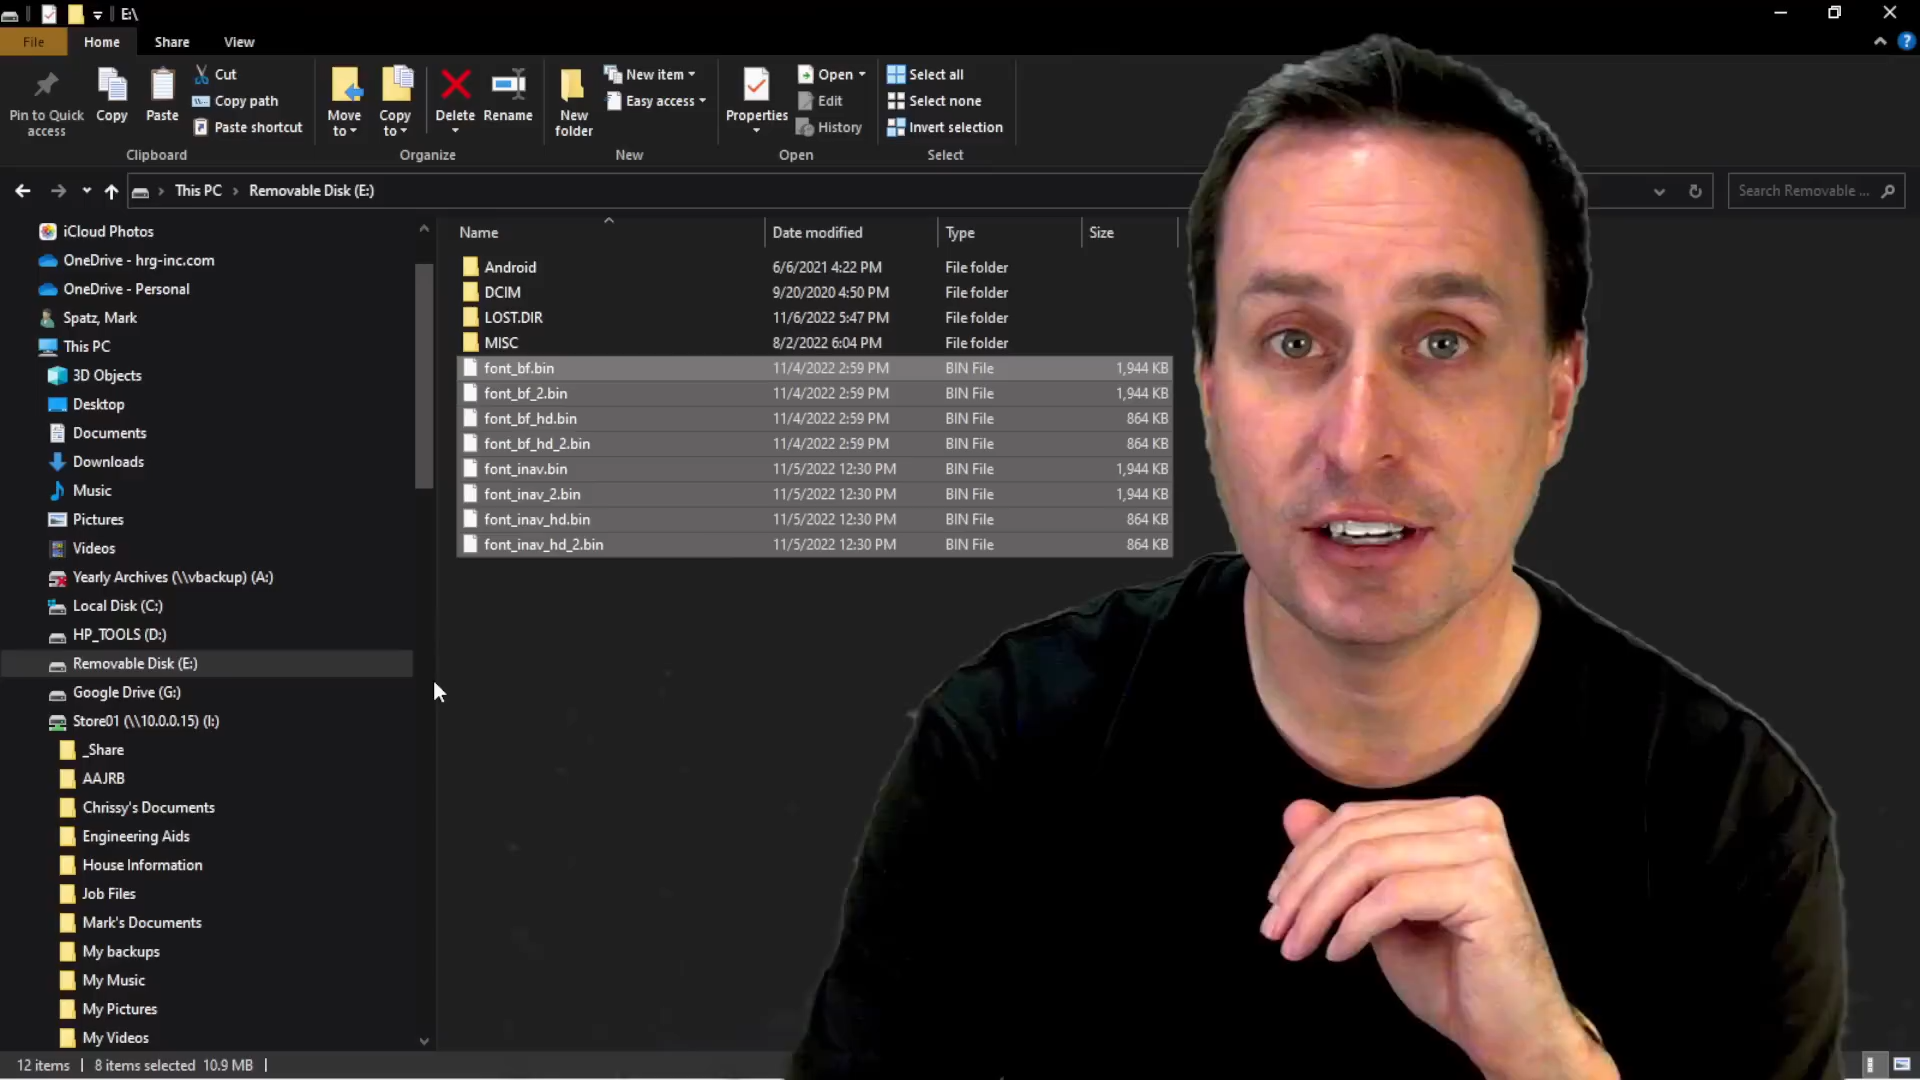 E:\
File
Home
Share
View
Pin to Quick access
Copy
Paste
Cut
Copy path
Paste shortcut
Clipboard
Move to
Copy to
Delete
Rename
Organize
New folder
New item
Easy access
New
Properties
Open
Edit
History
Open
Select all
Select none
Invert selection
Select
This PC
Removable Disk (E:)
Search Removable ...
iCloud Photos
OneDrive - hrg-inc.com
OneDrive - Personal
Spatz, Mark
This PC
3D Objects
Desktop
Documents
Downloads
Music
Pictures
Videos
Yearly Archives (\\vbackup) (A:)
Local Disk (C:)
HP_TOOLS (D:)
Removable Disk (E:)
Google Drive (G:)
Store01 (\\10.0.0.15) (I:)
_Share
AAJRB
Chrissy's Documents
Engineering Aids
House Information
Job Files
Mark's Documents
My backups
My Music
My Pictures
My Videos
Name Date modified Type Size
Android 6/6/2021 4:22 PM File folder
DCIM 9/20/2020 4:50 PM File folder
LOST.DIR 11/6/2022 5:47 PM File folder
MISC 8/2/2022 6:04 PM File folder
font_bf.bin 11/4/2022 2:59 PM BIN File 1,944 KB
font_bf_2.bin 11/4/2022 2:59 PM BIN File 1,944 KB
font_bf_hd.bin 11/4/2022 2:59 PM BIN File 864 KB
font_bf_hd_2.bin 11/4/2022 2:59 PM BIN File 864 KB
font_inav.bin 11/5/2022 12:30 PM BIN File 1,944 KB
font_inav_2.bin 11/5/2022 12:30 PM BIN File 1,944 KB
font_inav_hd.bin 11/5/2022 12:30 PM BIN File 864 KB
font_inav_hd_2.bin 11/5/2022 12:30 PM BIN File 864 KB
12 items
8 items selected 10.9 MB